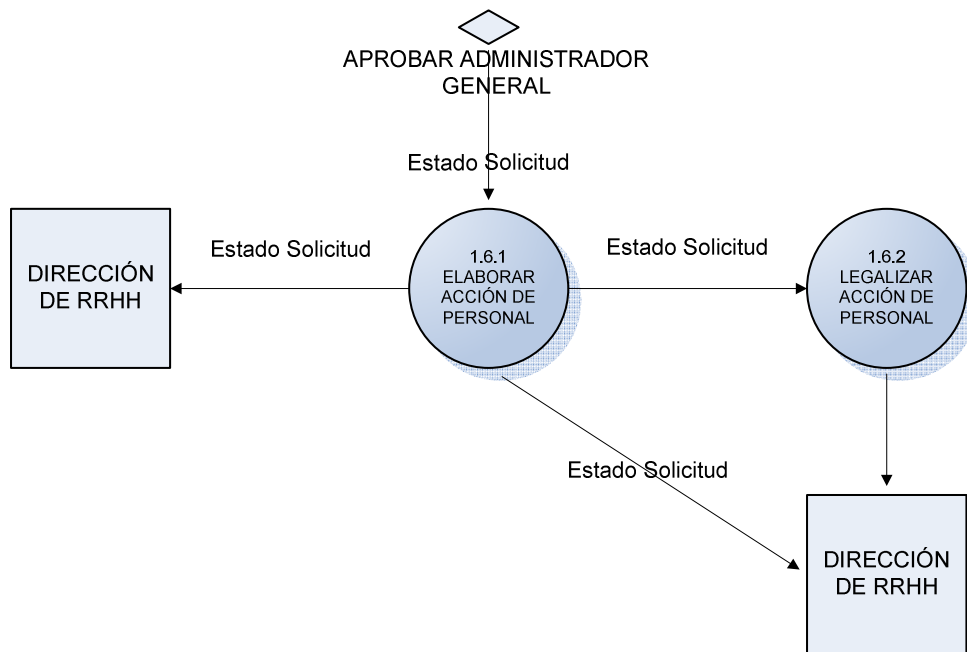 APROBAR ADMINISTRADOR
GENERAL
Estado Solicitud
DIRECCIÓN
DE RRHH
Estado Solicitud
1.6.1
ELABORAR
ACCIÓN DE
PERSONAL
Estado Solicitud
1.6.2
LEGALIZAR
ACCIÓN DE
PERSONAL
Estado Solicitud
DIRECCIÓN
DE RRHH